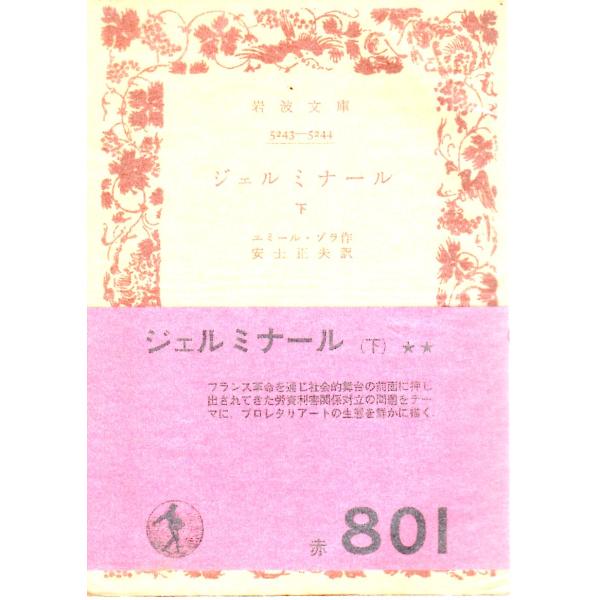 岩波文庫
5243—5244
ジェルミナール
下
エミール・ゾラ作
安士正夫訳
ジェルミナール（下）★★
フランス革命を通じ社会的舞台の前面に押し
出されてきた労資利害関係対立の問題をテー
マに、プロレタリアートの生態を鮮かに描く。
赤 801